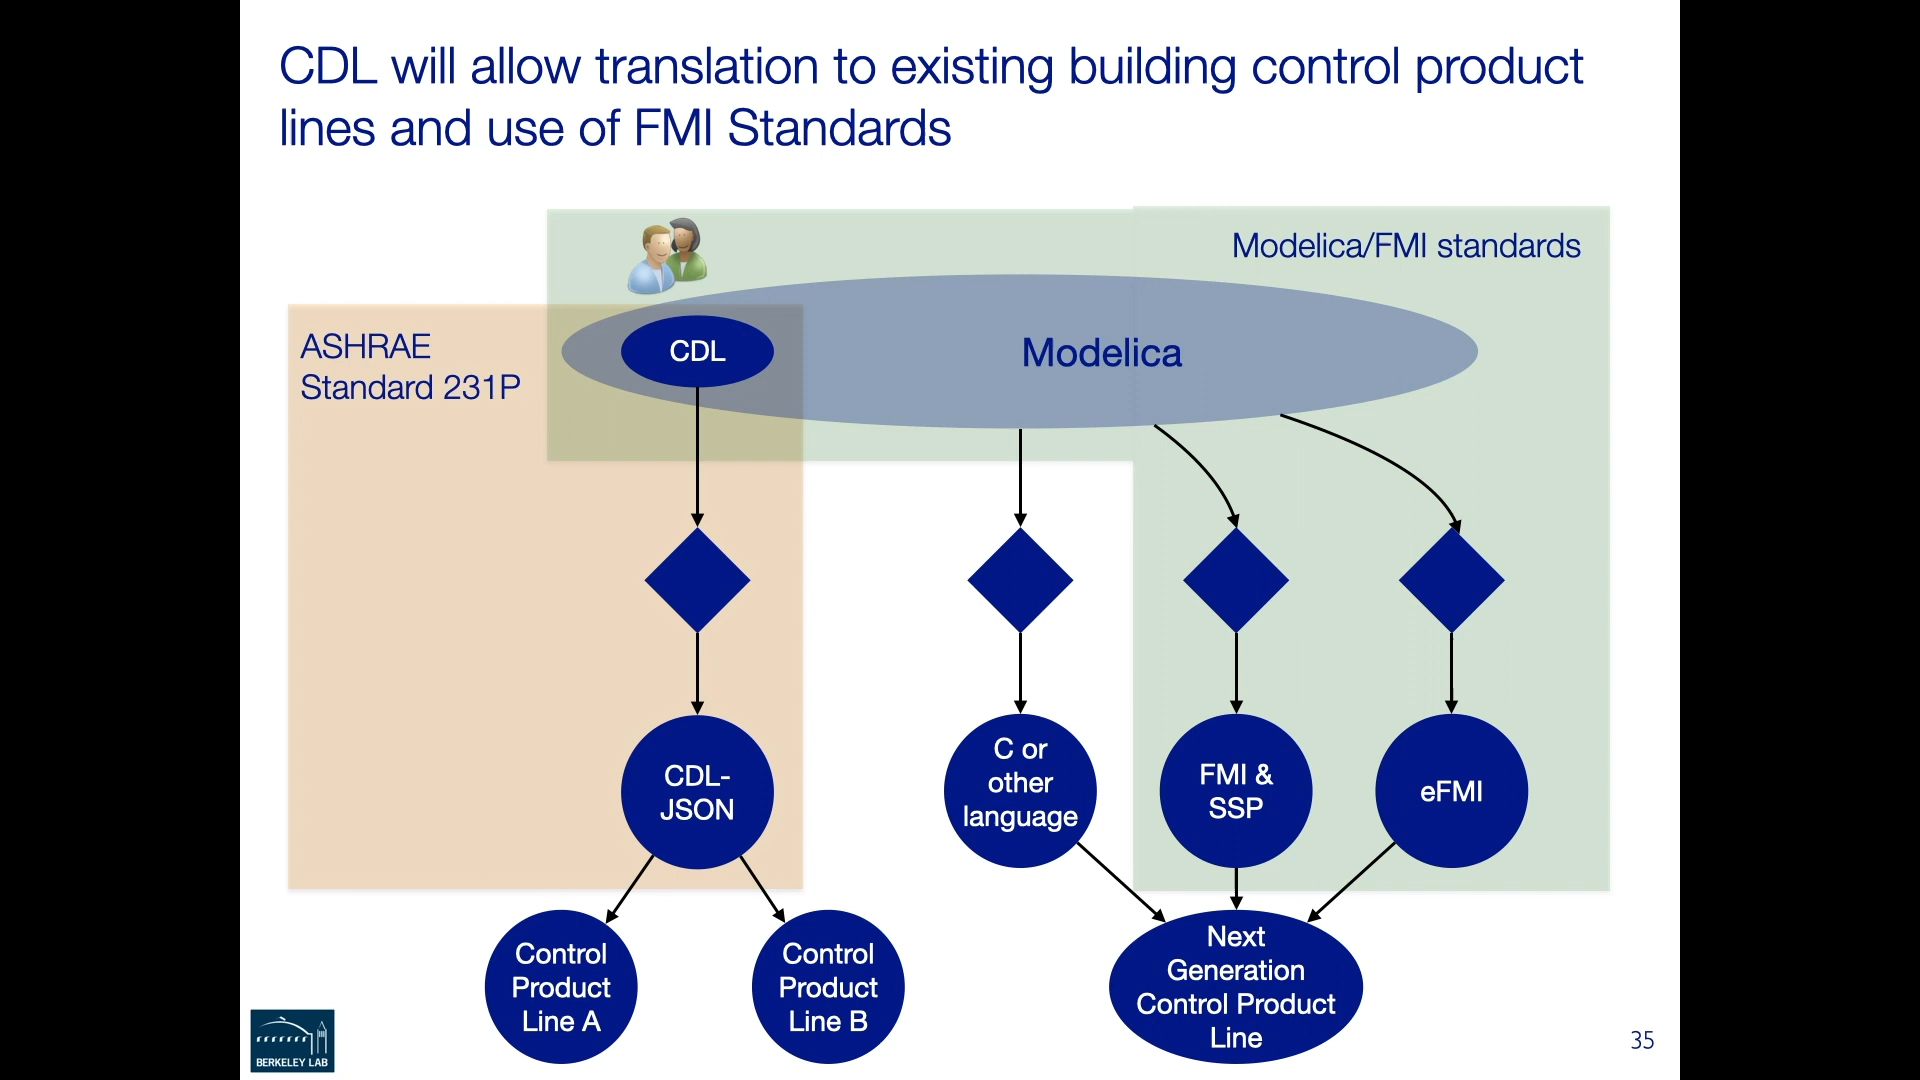 CDL will allow translation to existing building control product
lines and use of FMI Standards
Modelica/FMI standards
ASHRAE
Standard 231P
CDL
Modelica
CDL-
JSON
C or
other
language
FMI &
SSP
eFMI
Control
Product
Line A
Control
Product
Line B
Next
Generation
Control Product
Line
BERKELEY LAB
35